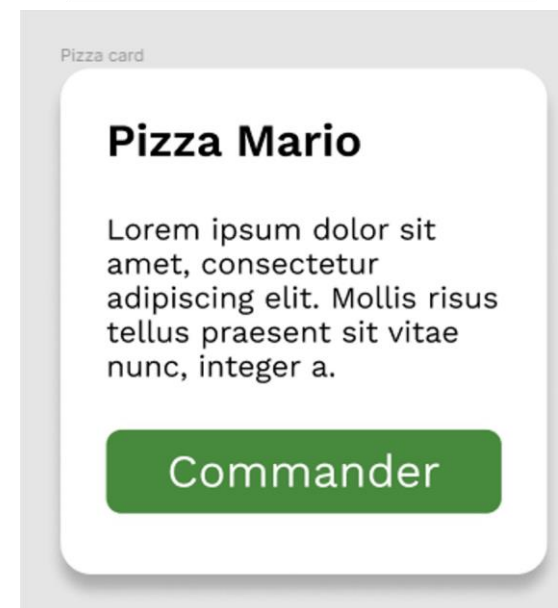 Pizza card
Pizza Mario
Lorem ipsum dolor sit
amet, consectetur
adipiscing elit. Mollis risus
tellus praesent sit vitae
nunc, integer a.
Commander